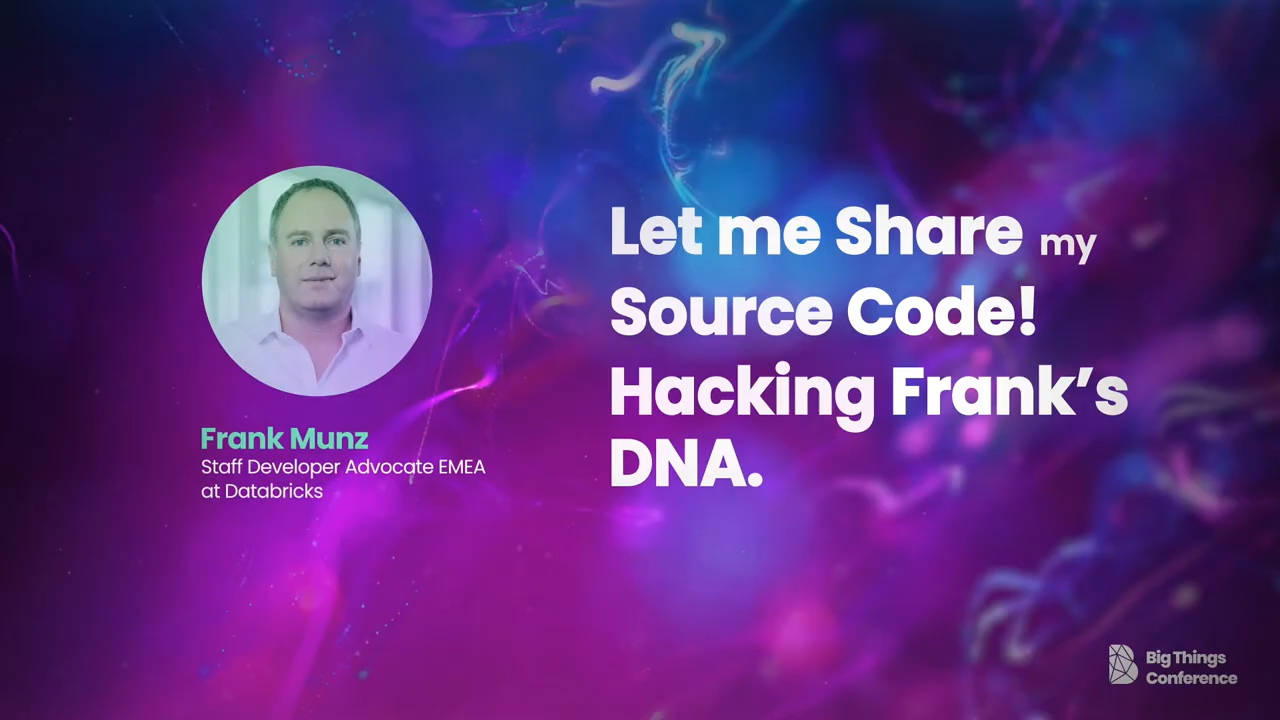 Let me Share my
Source Code!
Hacking Frank’s
DNA.
Frank Munz
Staff Developer Advocate EMEA
at Databricks
Big Things
Conference